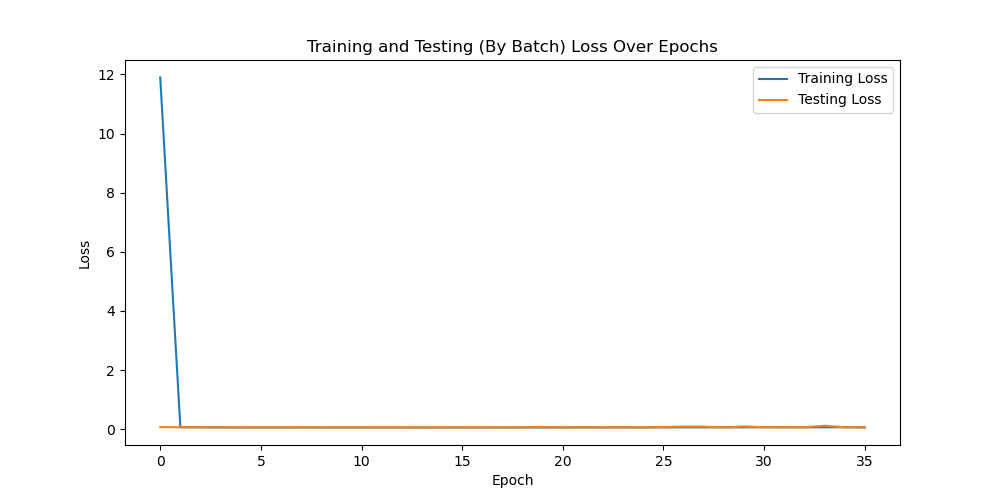 Training and Testing (By Batch) Loss Over Epochs
Training Loss
Testing Loss
12
10
8
6
4
2
0
Loss
0 5 10 15 20 25 30 35
Epoch